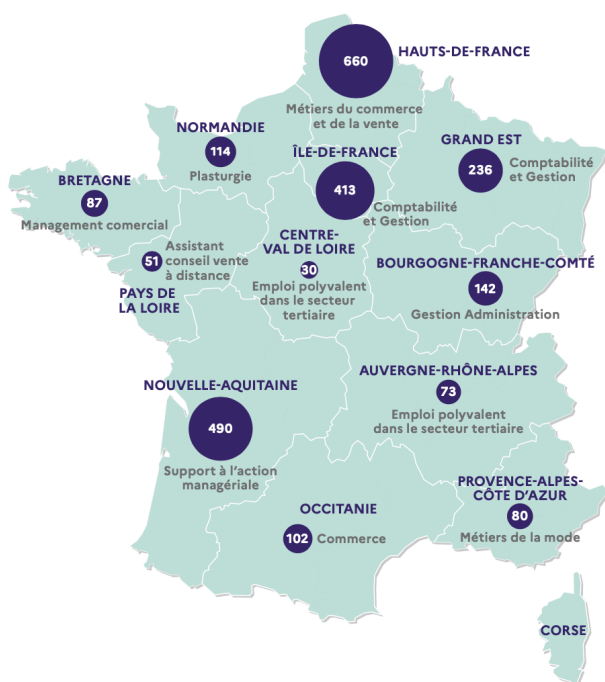 HAUTS-DE-FRANCE
660
Métiers du commerce
et de la vente
NORMANDIE
114
Plasturgie
ÎLE-DE-FRANCE
413
Comptabilité
et Gestion
GRAND EST
236
Comptabilité
et Gestion
BRETAGNE
87
Management comercial
51
Assistant
conseil vente
à distance
PAYS DE
LA LOIRE
CENTRE-
VAL DE LOIRE
30
Emploi polyvalent
dans le secteur
tertiaire
BOURGOGNE-FRANCHE-COMTÉ
142
Gestion Administration
NOUVELLE-AQUITAINE
490
Support à l'action
managériale
AUVERGNE-RHÔNE-ALPES
73
Emploi polyvalent
dans le secteur tertiaire
OCCITANIE
102 Commerce
PROVENCE-ALPES-
CÔTE D'AZUR
80
Métiers de la mode
CORSE